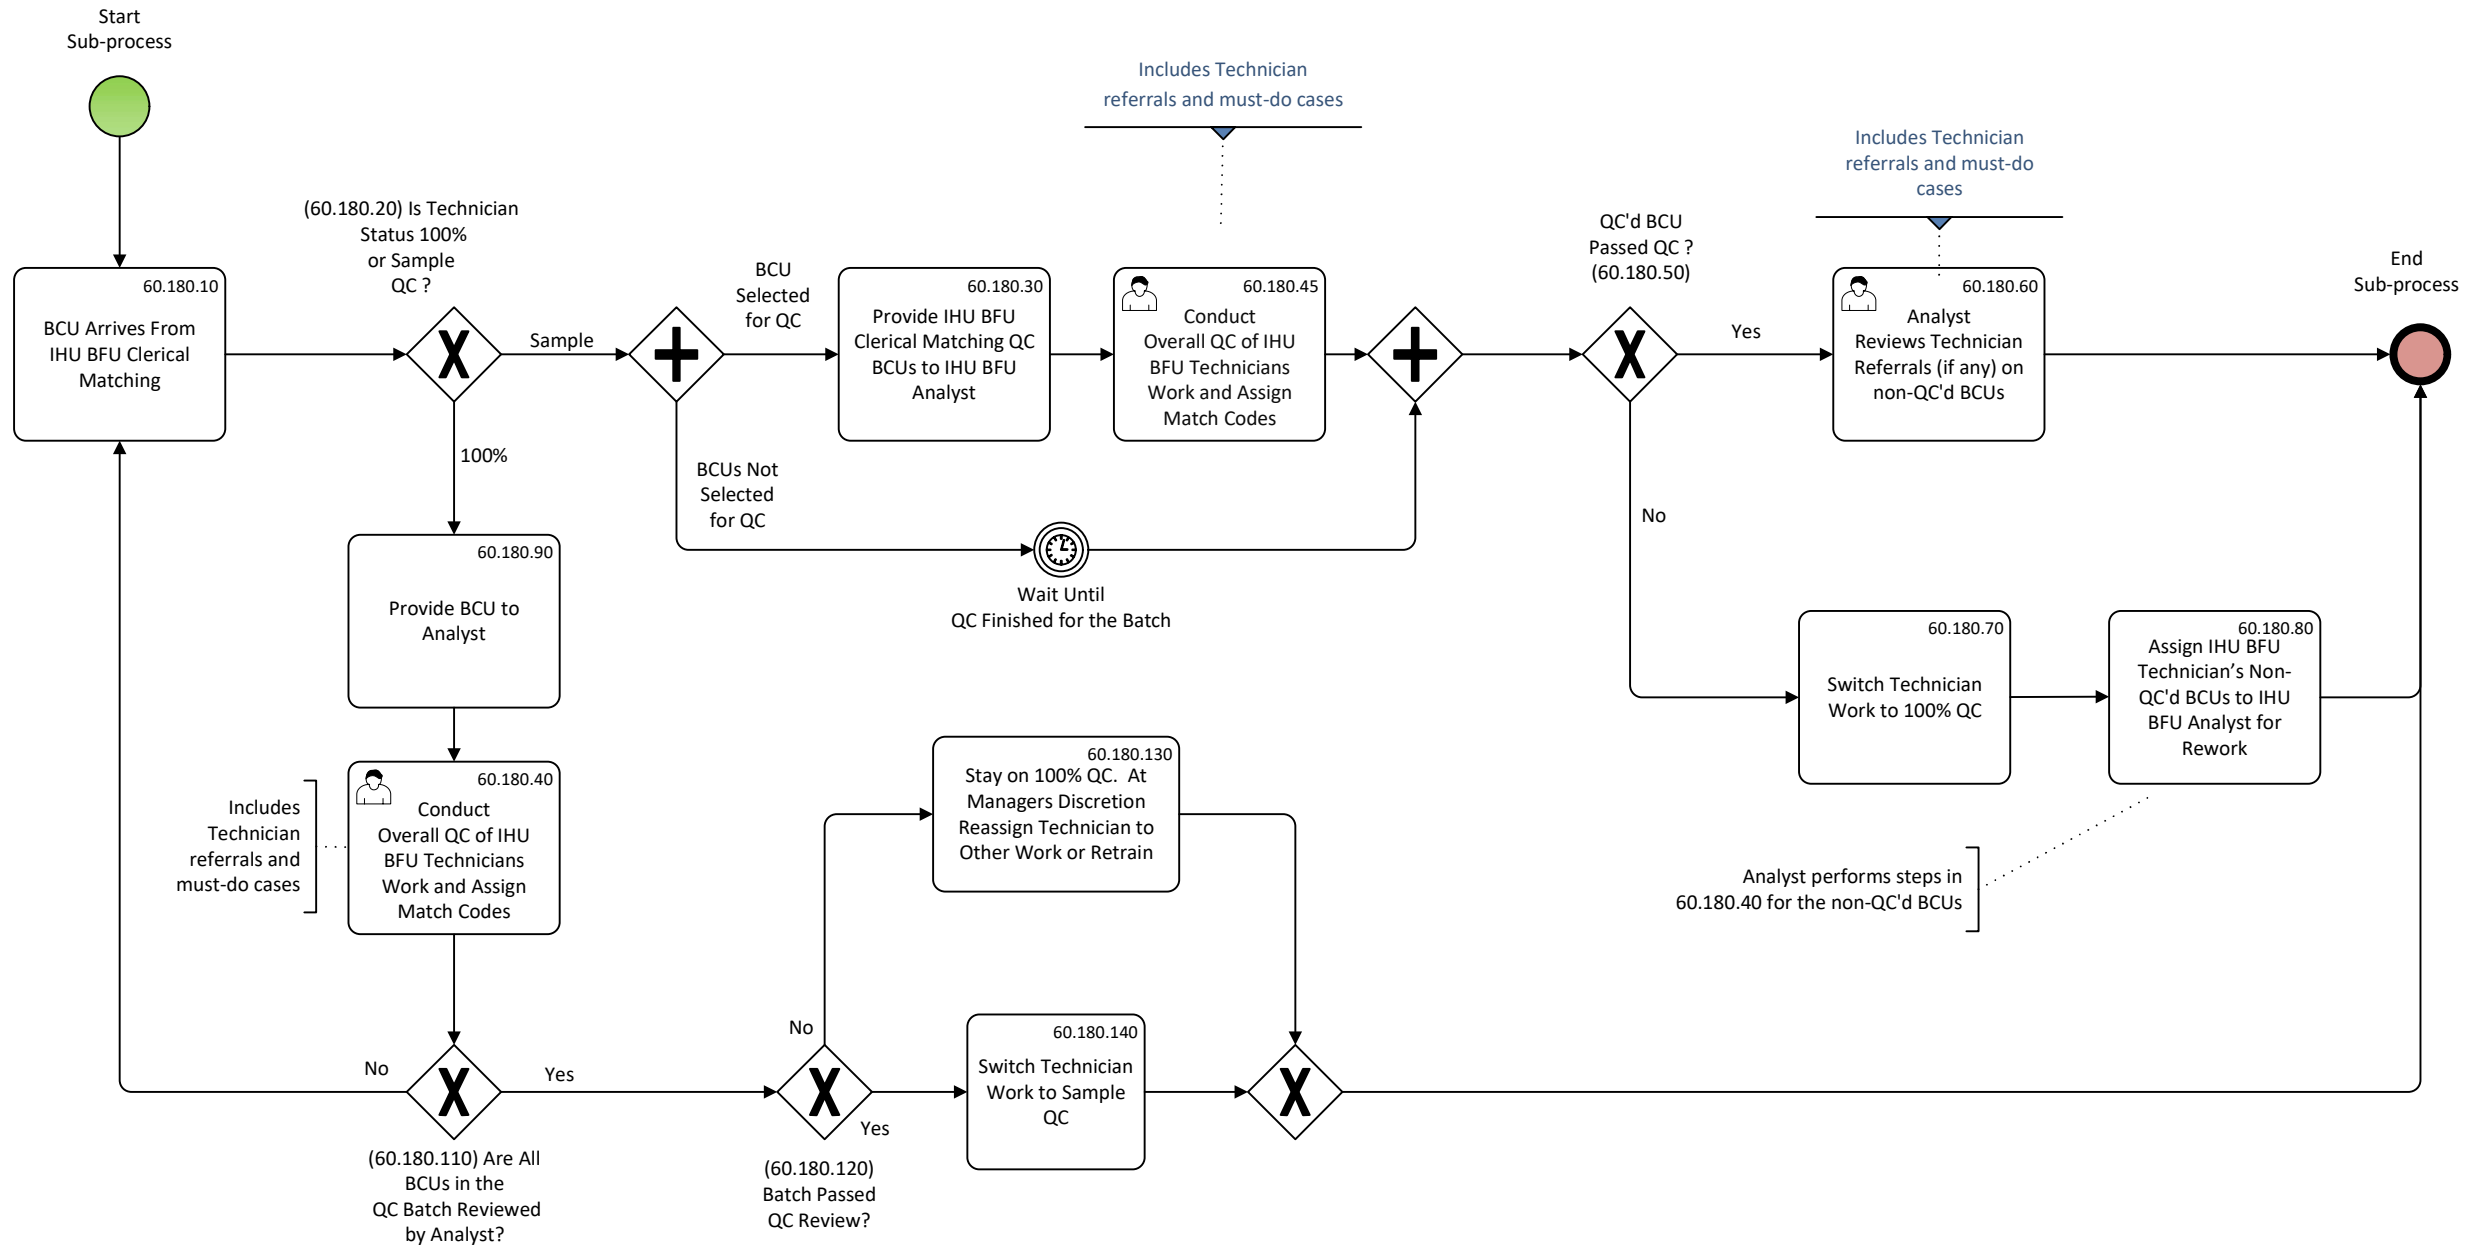 Start
Sub-process
Includes Technician
referrals and must-do cases
Includes Technician
referrals and must-do
cases
(60.180.20) Is Technician
Status 100%
or Sample
QC ?
QC'd BCU
Passed QC ?
(60.180.50)
End
Sub-process
60.180.10
BCU Arrives From
IHU BFU Clerical
Matching
Sample
100%
BCU
Selected
for QC
BCUs Not
Selected
for QC
60.180.30
Provide IHU BFU
Clerical Matching QC
BCUs to IHU BFU
Analyst
60.180.45
Conduct
Overall QC of IHU
BFU Technicians
Work and Assign
Match Codes
Yes
No
60.180.60
Analyst
Reviews Technician
Referrals (if any) on
non-QC'd BCUs
Wait Until
QC Finished for the Batch
60.180.90
Provide BCU to
Analyst
60.180.70
Switch Technician
Work to 100% QC
60.180.80
Assign IHU BFU
Technician’s Non-
QC'd BCUs to IHU
BFU Analyst for
Rework
Analyst performs steps in
60.180.40 for the non-QC'd BCUs
Includes
Technician
referrals and
must-do cases
60.180.40
Conduct
Overall QC of IHU
BFU Technicians
Work and Assign
Match Codes
60.180.130
Stay on 100% QC.  At
Managers Discretion
Reassign Technician to
Other Work or Retrain
No
Yes
(60.180.110) Are All
BCUs in the
QC Batch Reviewed
by Analyst?
No
Yes
(60.180.120)
Batch Passed
QC Review?
60.180.140
Switch Technician
Work to Sample
QC